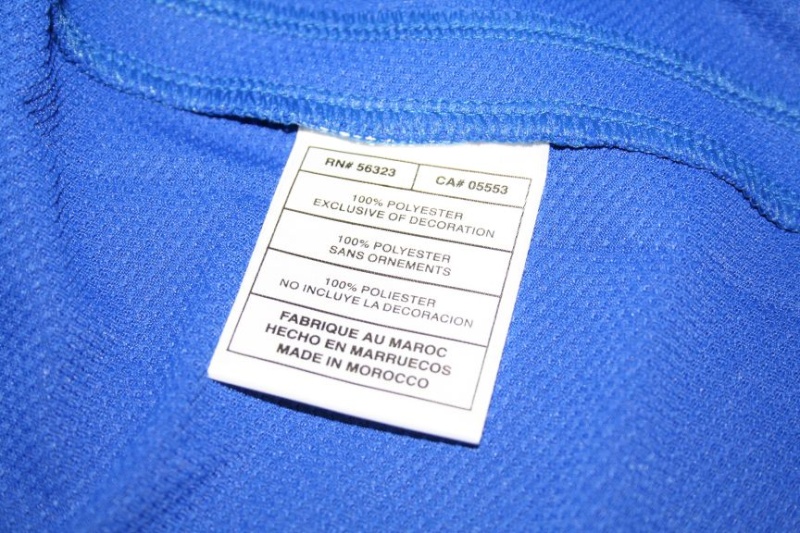 RN# 56323 CA# 05553
100% POLYESTER
EXCLUSIVE OF DECORATION
100% POLYESTER
SANS ORNEMENTS
100% POLIESTER
NO INCLUYE LA DECORACION
FABRIQUE AU MAROC
HECHO EN MARRUECOS
MADE IN MOROCCO